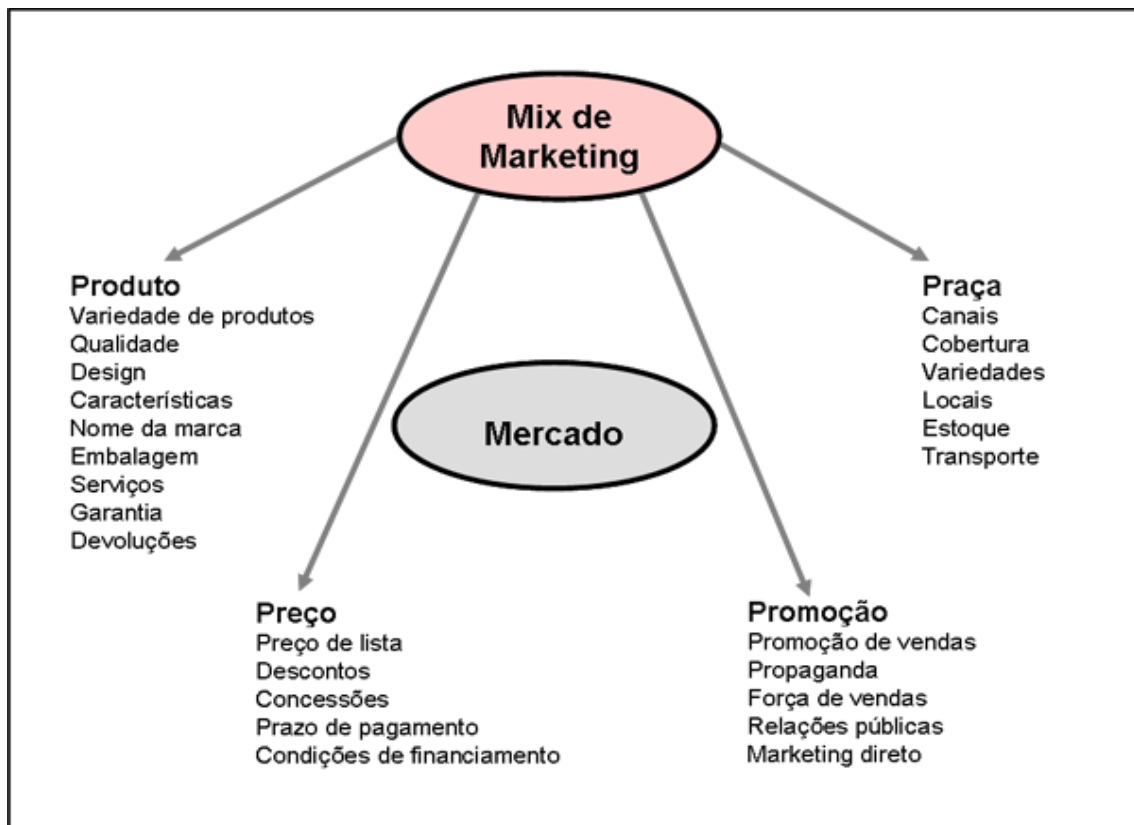 Mix de
Marketing
Produto
Variedade de produtos
Qualidade
Design
Características
Nome da marca
Embalagem
Serviços
Garantia
Devoluções
Mercado
Praça
Canais
Cobertura
Variedades
Locais
Estoque
Transporte
Preço
Preço de lista
Descontos
Concessões
Prazo de pagamento
Condições de financiamento
Promoção
Promoção de vendas
Propaganda
Força de vendas
Relações públicas
Marketing direto